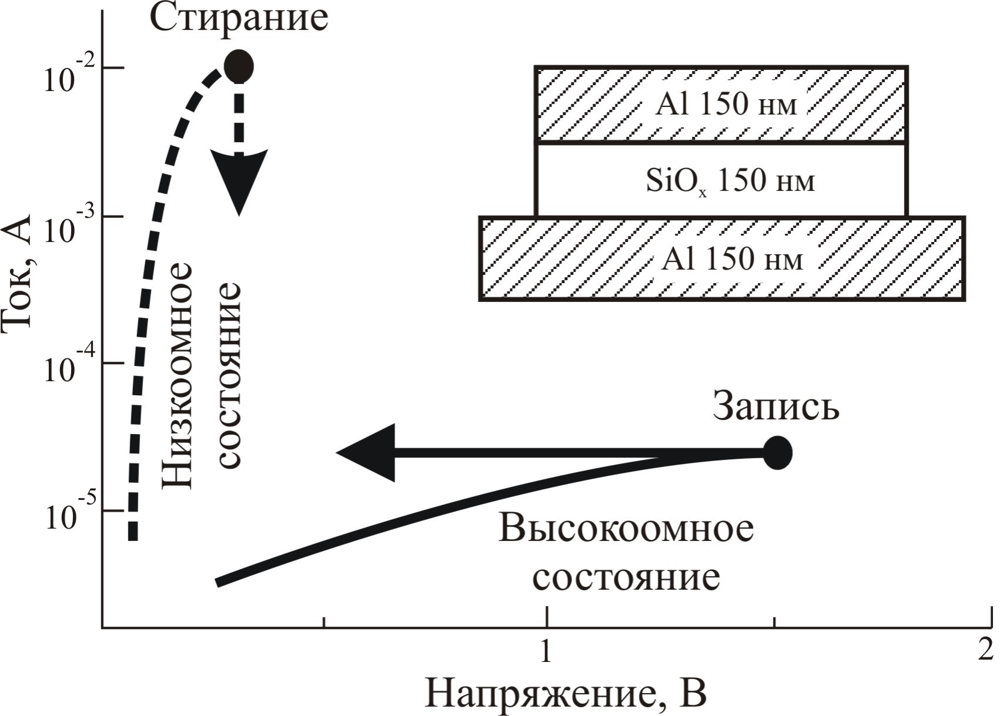 Стирание
10-2
10-3
10-4
10-5
Ток, А
Низкоомное
состояние
Al 150 нм
SiOx 150 нм
Al 150 нм
Запись
Высокоомное
состояние
1
2
Напряжение, В